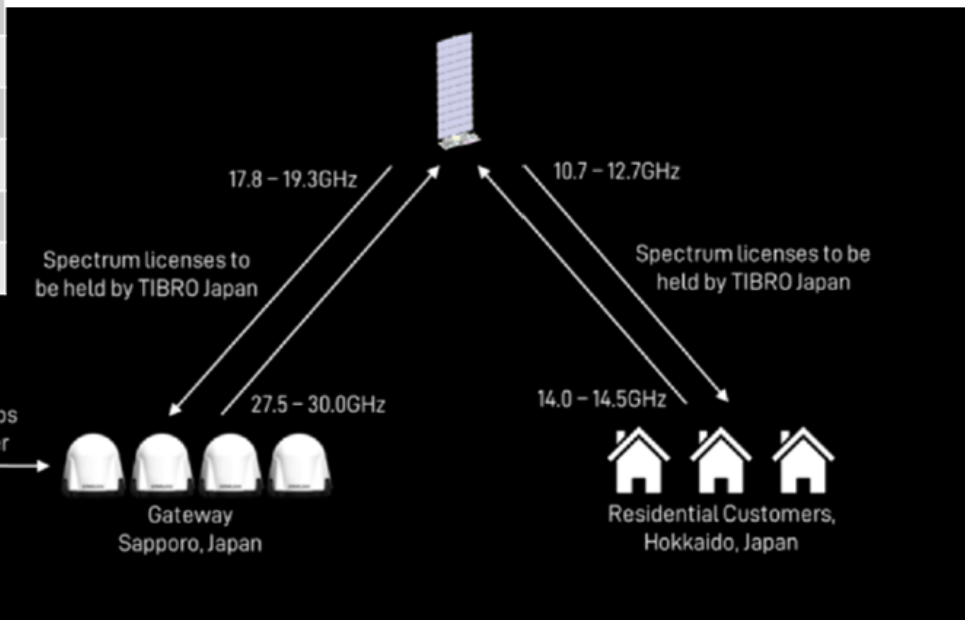 17.8 – 19.3GHz
10.7 – 12.7GHz
Spectrum licenses to
be held by TIBRO Japan
Spectrum licenses to be
held by TIBRO Japan
27.5 – 30.0GHz
14.0 – 14.5GHz
Gateway
Sapporo, Japan
Residential Customers,
Hokkaido, Japan